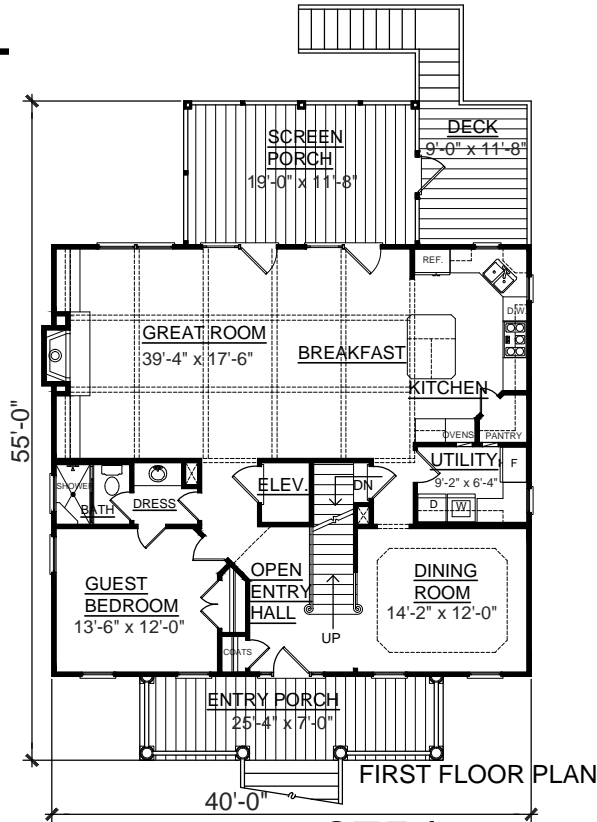 SCREEN
PORCH
19'-0" x 11'-8"
DECK
9'-0" x 11'-8"
REF.
D.W.
GREAT ROOM
39'-4" x 17'-6"
BREAKFAST
KITCHEN
OVENS
PANTRY
55'-0"
SHOWER
BATH
DRESS
ELEV.
DN
UTILITY
9'-2" x 6'-4"
F
D
W
GUEST
BEDROOM
13'-6" x 12'-0"
OPEN
ENTRY
HALL
UP
DINING
ROOM
14'-2" x 12'-0"
COATS
ENTRY PORCH
25'-4" x 7'-0"
FIRST FLOOR PLAN
40'-0"